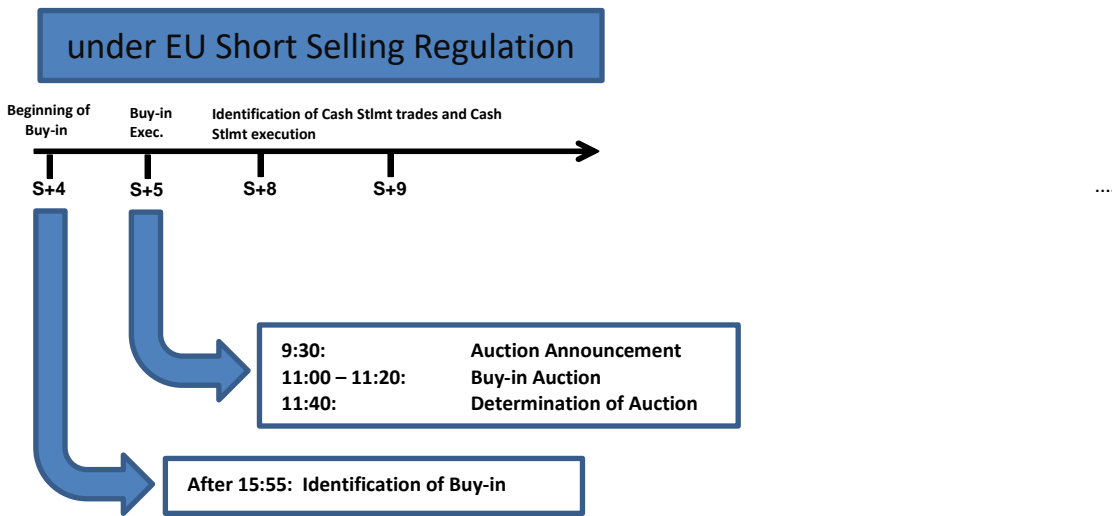 under EU Short Selling Regulation
Beginning of Buy-in
Buy-in Exec.
Identification of Cash Stlmt trades and Cash
Stlmt execution
S+4 S+5 S+8 S+9
....
9:30: Auction Announcement
11:00 – 11:20: Buy-in Auction
11:40: Determination of Auction
After 15:55: Identification of Buy-in